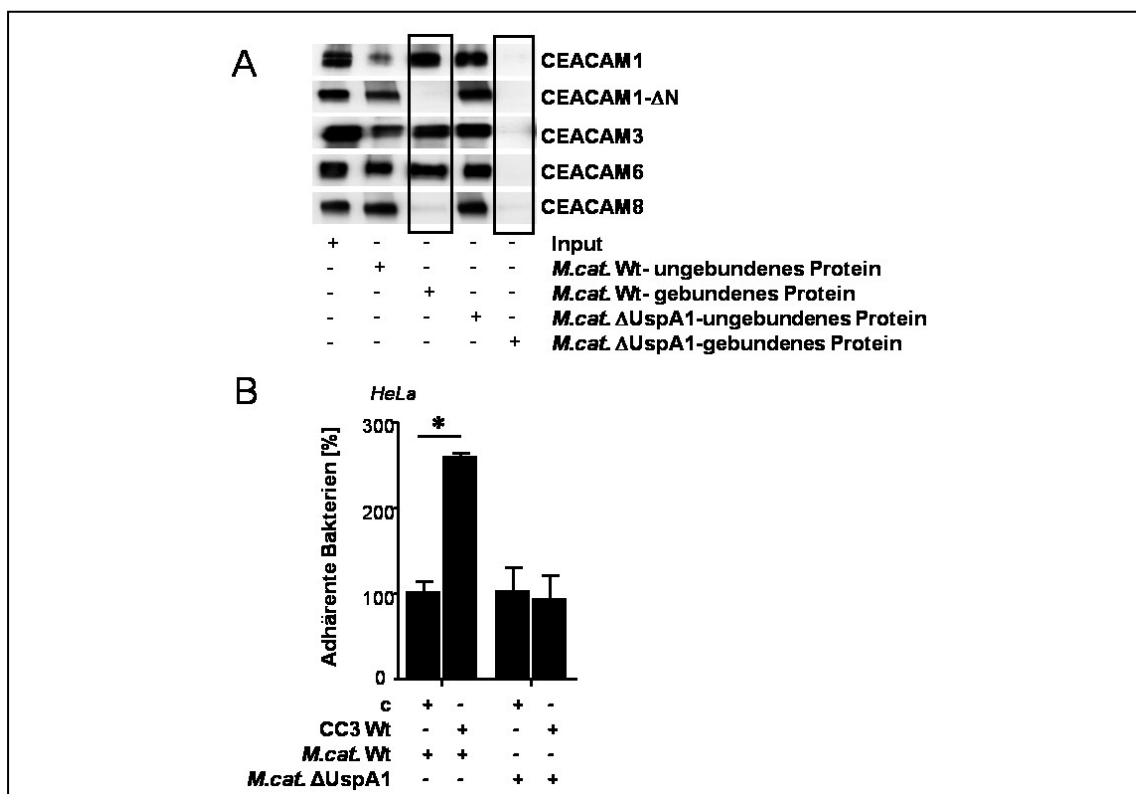 A
CEACAM1
CEACAM1-ΔN
CEACAM3
CEACAM6
CEACAM8
+ - - - - Input
- + - - - M.cat. Wt- ungebundenes Protein
- - + - - M.cat. Wt- gebundenes Protein
- - - + - M.cat. ΔUspA1-ungebundenes Protein
- - - - + M.cat. ΔUspA1-gebundenes Protein
B
HeLa
*
300
200
100
0
Adhärente Bakterien [%]
c + - + -
CC3 Wt - + - +
M.cat. Wt + + - -
M.cat. ΔUspA1 - - + +